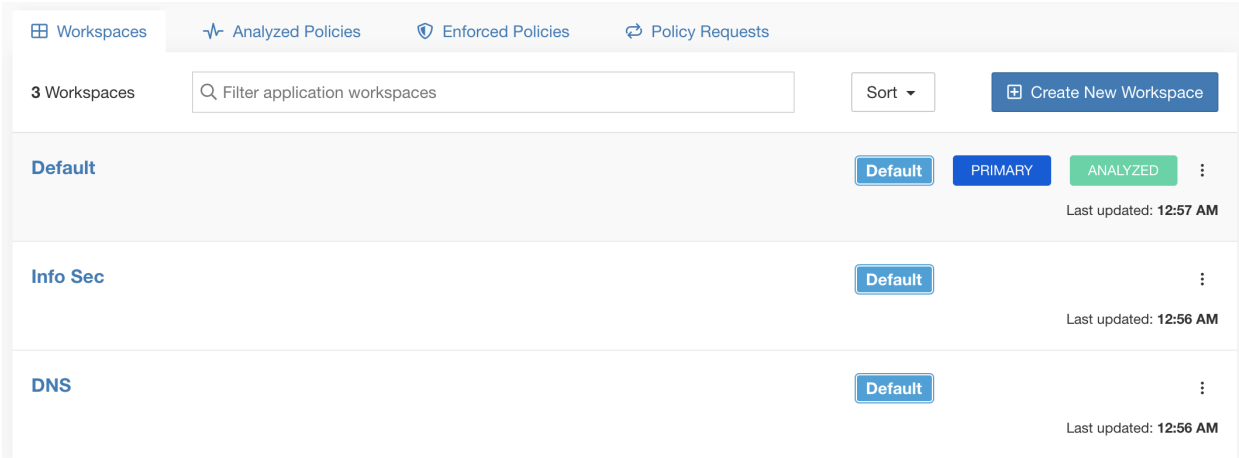 Workspaces Analyzed Policies Enforced Policies Policy Requests
3 Workspaces Filter application workspaces Sort Create New Workspace
Default Default PRIMARY ANALYZED
Last updated: 12:57 AM
Info Sec Default
Last updated: 12:56 AM
DNS Default
Last updated: 12:56 AM